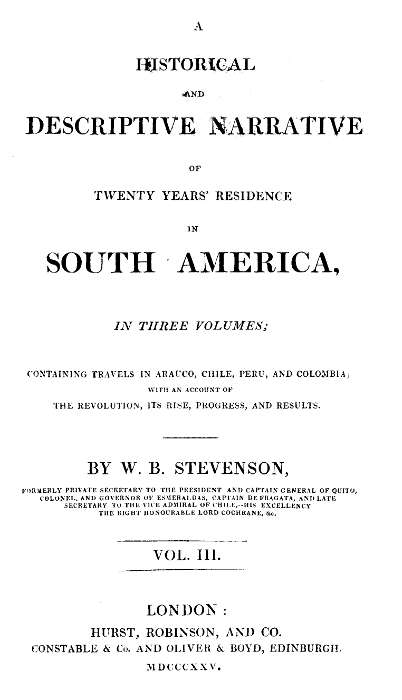 A
HISTORICAL
AND
DESCRIPTIVE NARRATIVE
OF
TWENTY YEARS' RESIDENCE
IN
SOUTH AMERICA,
IN THREE VOLUMES;
CONTAINING TRAVELS IN ARAUCO, CHILE, PERU, AND COLOMBIA;
WITH AN ACCOUNT OF
THE REVOLUTION, ITS RISE, PROGRESS, AND RESULTS.
BY W. B. STEVENSON,
FORMERLY PRIVATE SECRETARY TO THE PRESIDENT AND CAPTAIN GENERAL OF QUITO,
COLONEL, AND GOVERNOR OF ESMERALDAS, CAPTAIN DE FRAGATA, AND LATE
SECRETARY TO THE VICE ADMIRAL OF CHILE,--HIS EXCELLENCY
THE RIGHT HONOURABLE LORD COCHRANE, &c.
VOL. III.
LONDON:
HURST, ROBINSON, AND CO.
CONSTABLE & Co. AND OLIVER & BOYD, EDINBURGH.
MDCCCXXV.